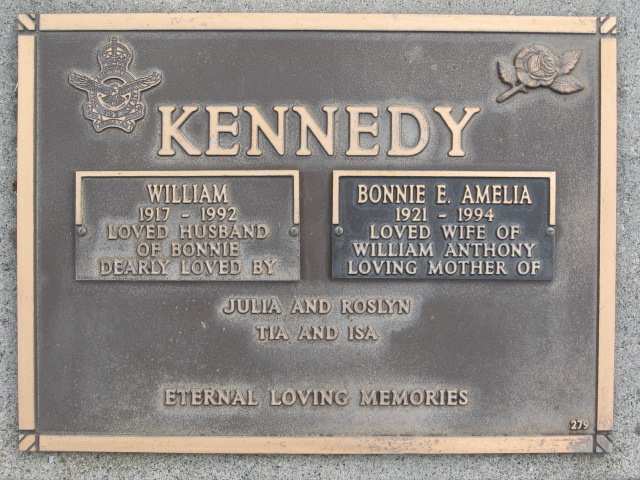 KENNEDY
WILLIAM
1917 - 1992
LOVED HUSBAND
OF BONNIE
DEARLY LOVED BY
BONNIE E. AMELIA
1921 - 1994
LOVED WIFE OF
WILLIAM ANTHONY
LOVING MOTHER OF
JULIA AND ROSLYN
TIA AND ISA
ETERNAL LOVING MEMORIES
279